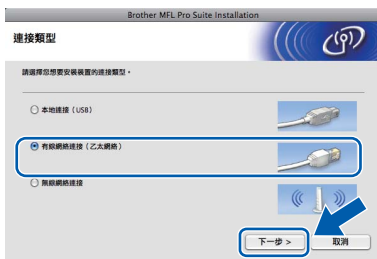 Brother MFL Pro Suite Installation
連接類型
請選擇您想要安裝裝置的連接類型。
本地連接（USB）
有線網絡連接（乙太網絡）
無線網絡連接
下一步 >
取消